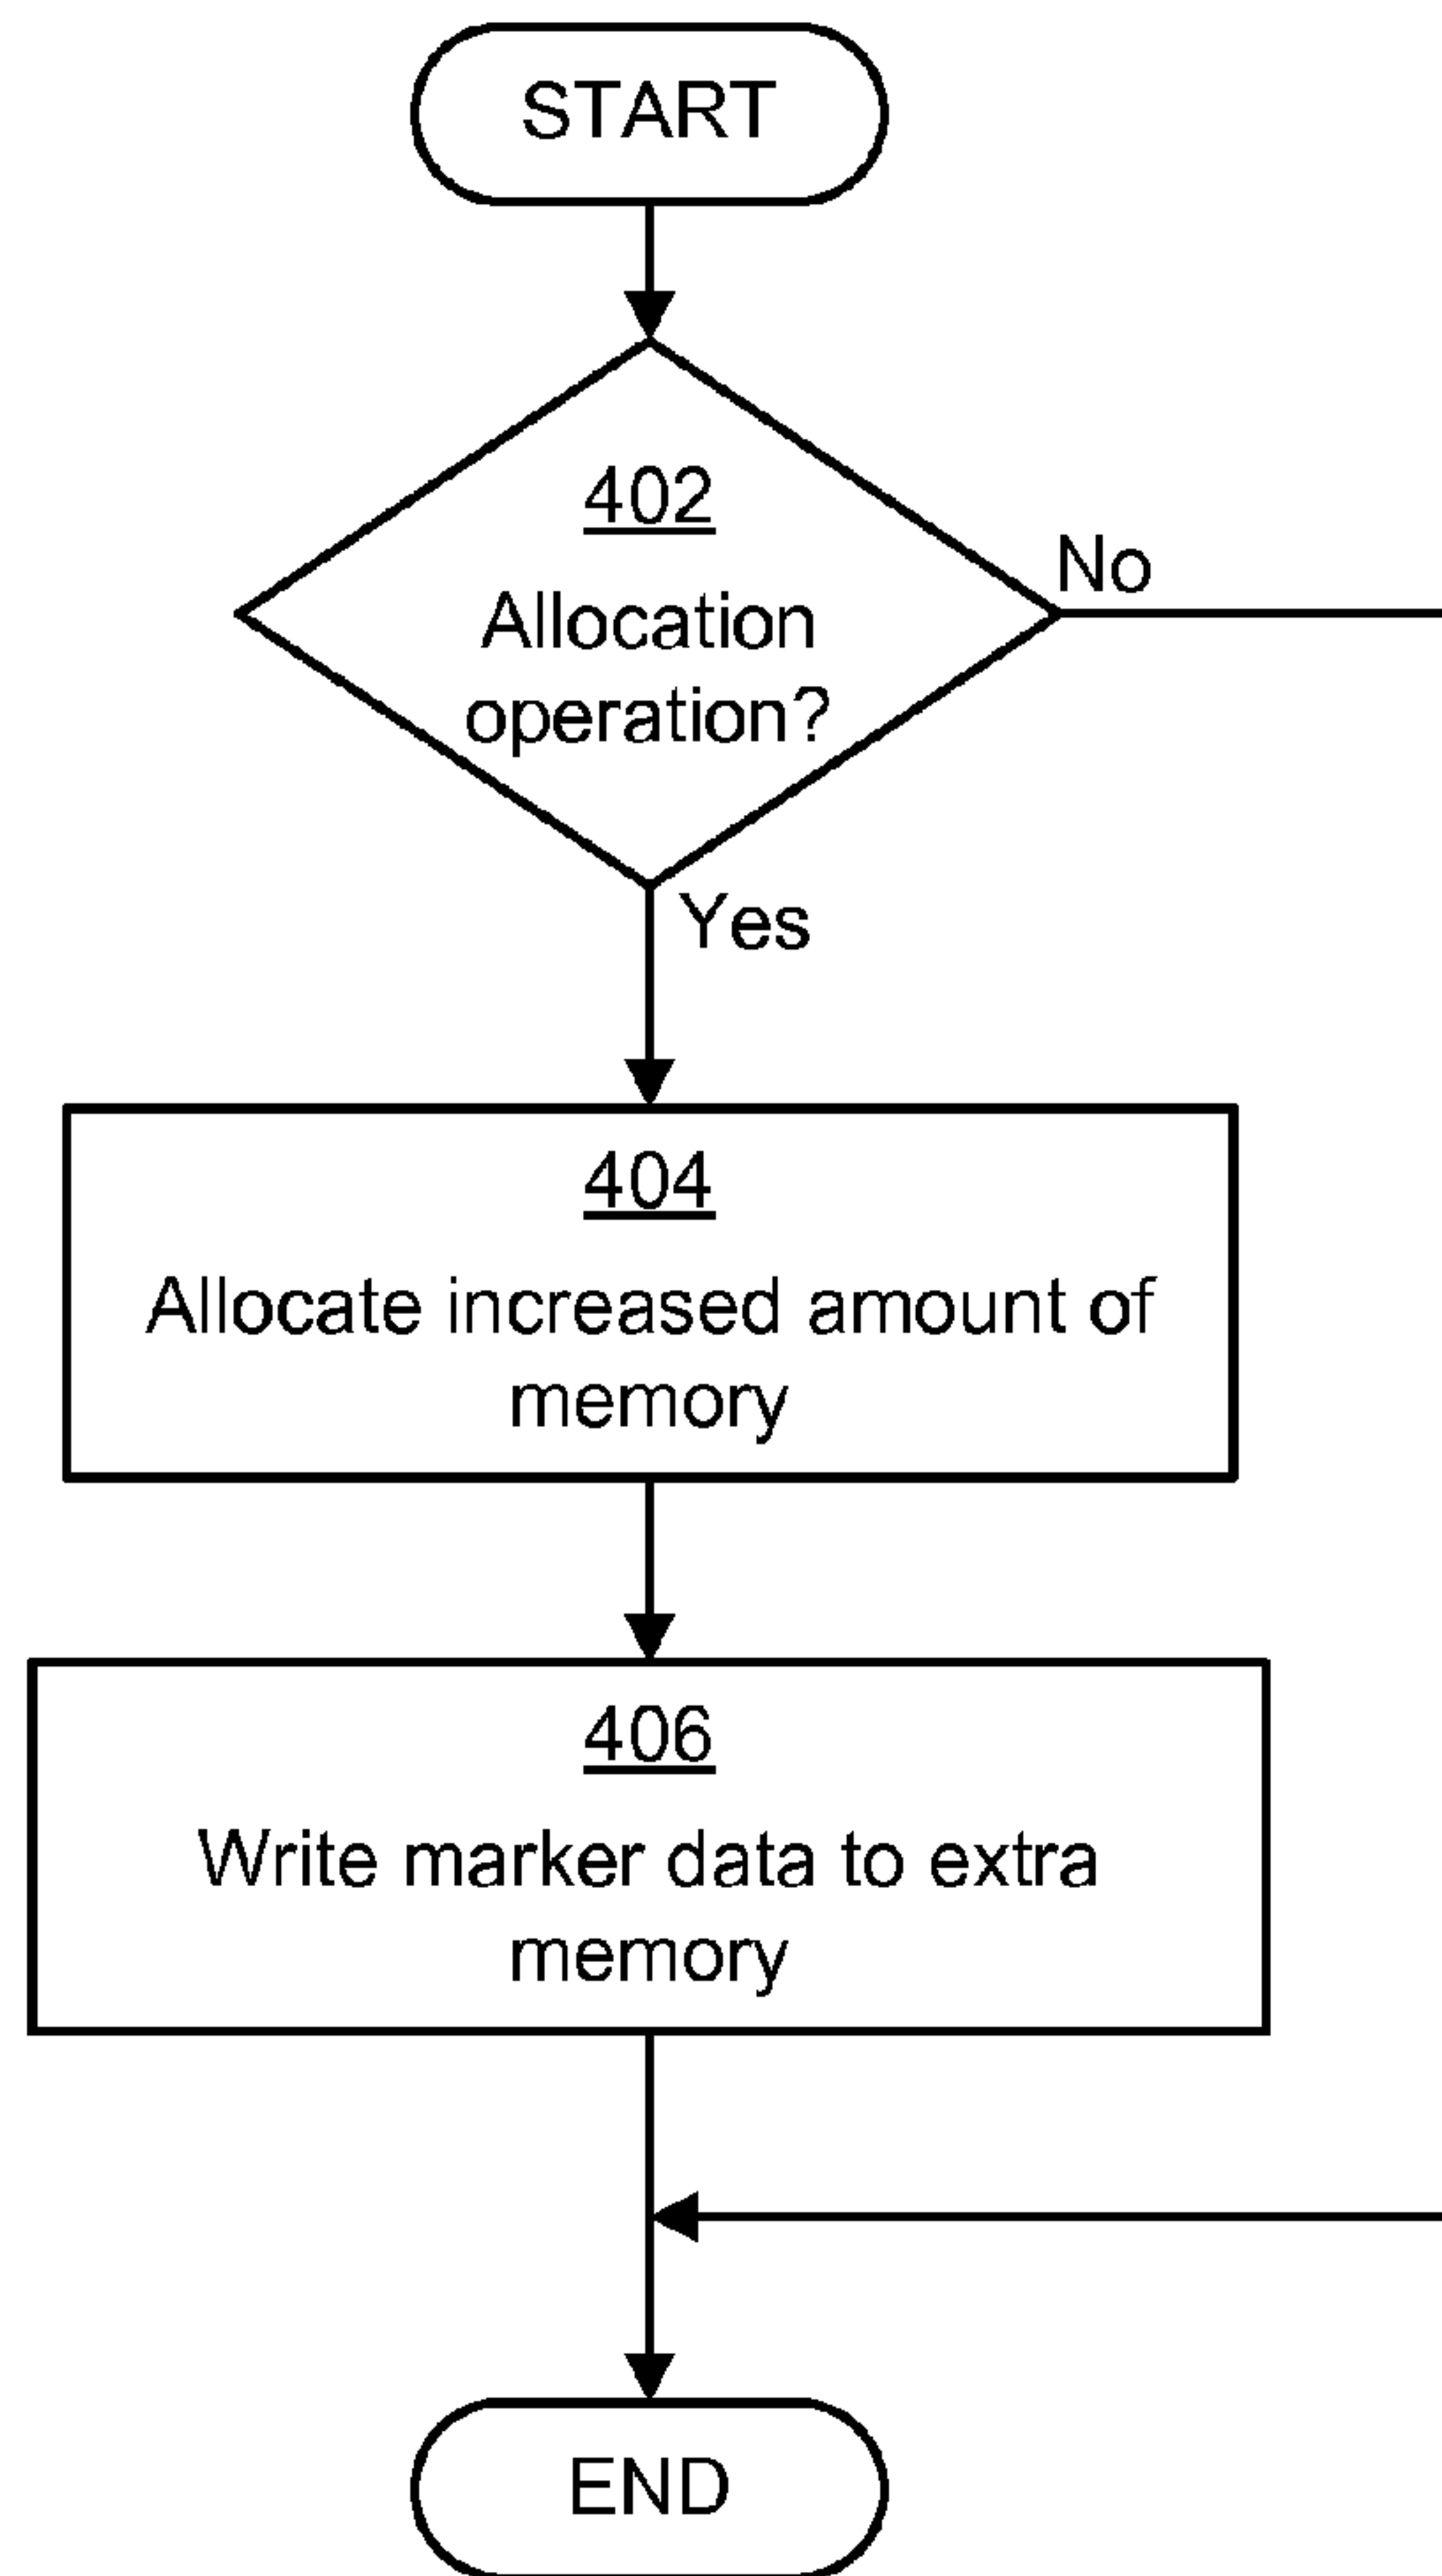 START
402
Allocation
operation?
No
Yes
404
Allocate increased amount of
memory
406
Write marker data to extra
memory
END